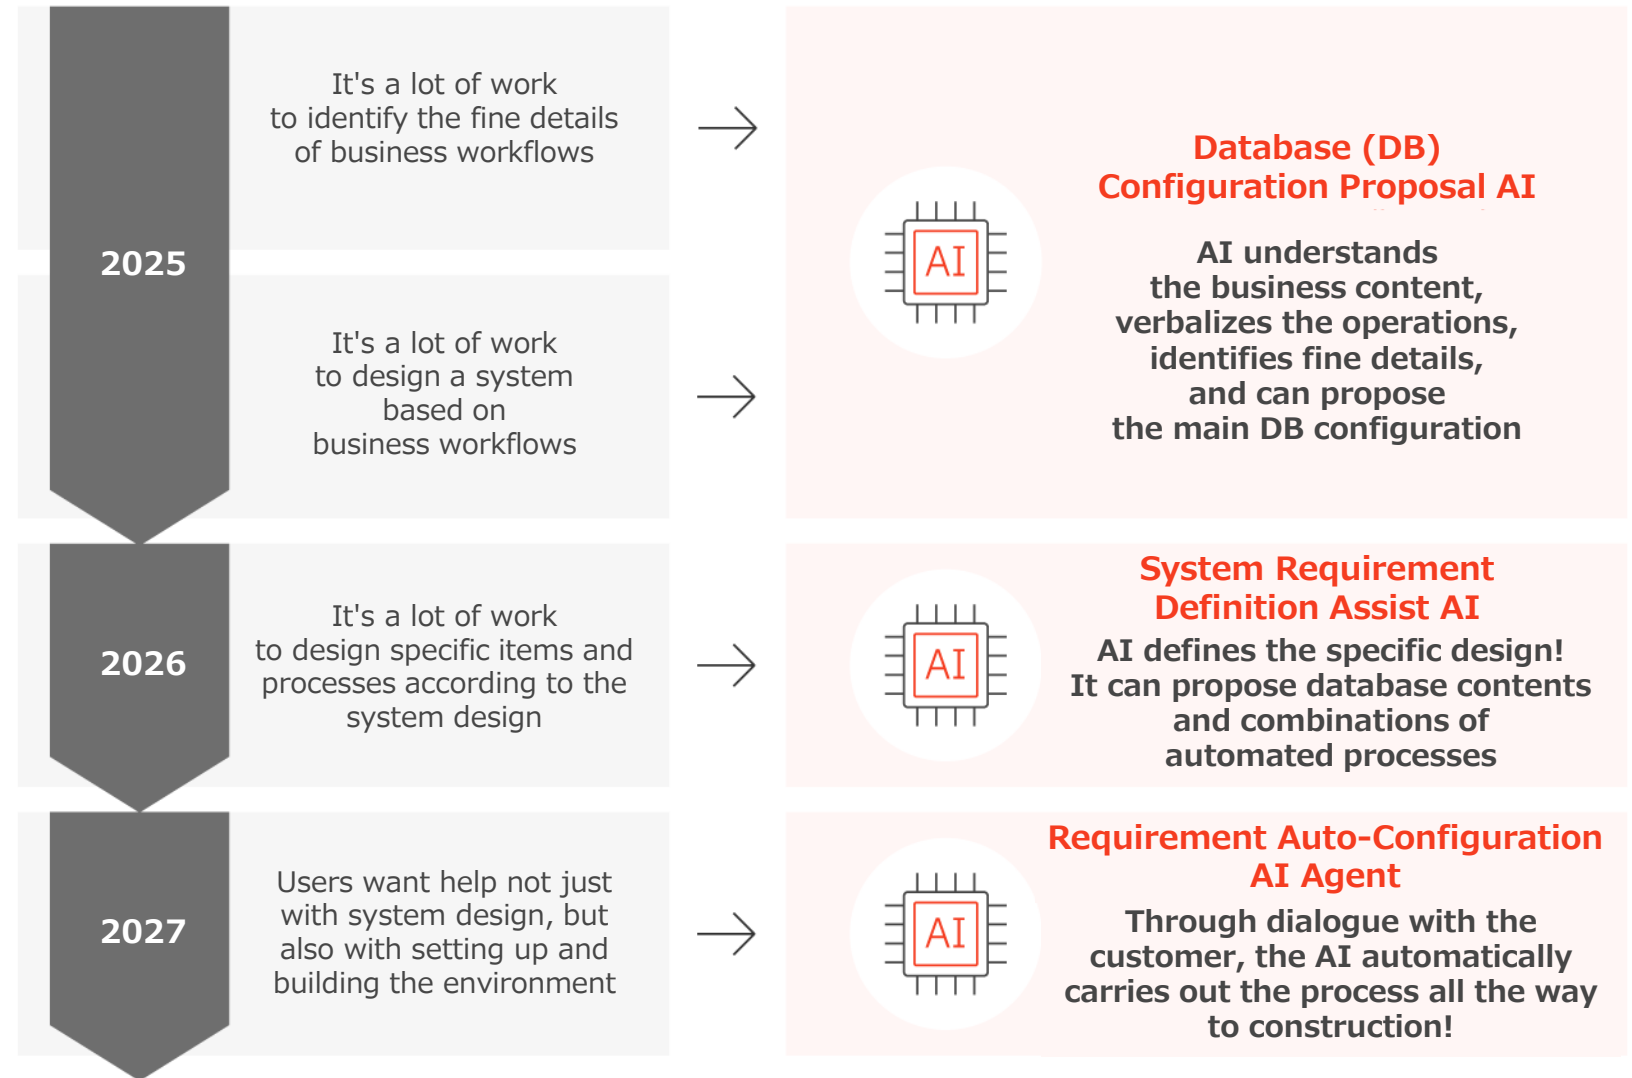 2025
It's a lot of work
to identify the fine details
of business workflows
It's a lot of work
to design a system
based on
business workflows
AI
Database (DB)
Configuration Proposal AI
AI understands
the business content,
verbalizes the operations,
identifies fine details,
and can propose
the main DB configuration
2026
It's a lot of work
to design specific items and
processes according to the
system design
AI
System Requirement
Definition Assist AI
AI defines the specific design!
It can propose database contents
and combinations of
automated processes
2027
Users want help not just
with system design, but
also with setting up and
building the environment
AI
Requirement Auto-Configuration
AI Agent
Through dialogue with the
customer, the AI automatically
carries out the process all the way
to construction!